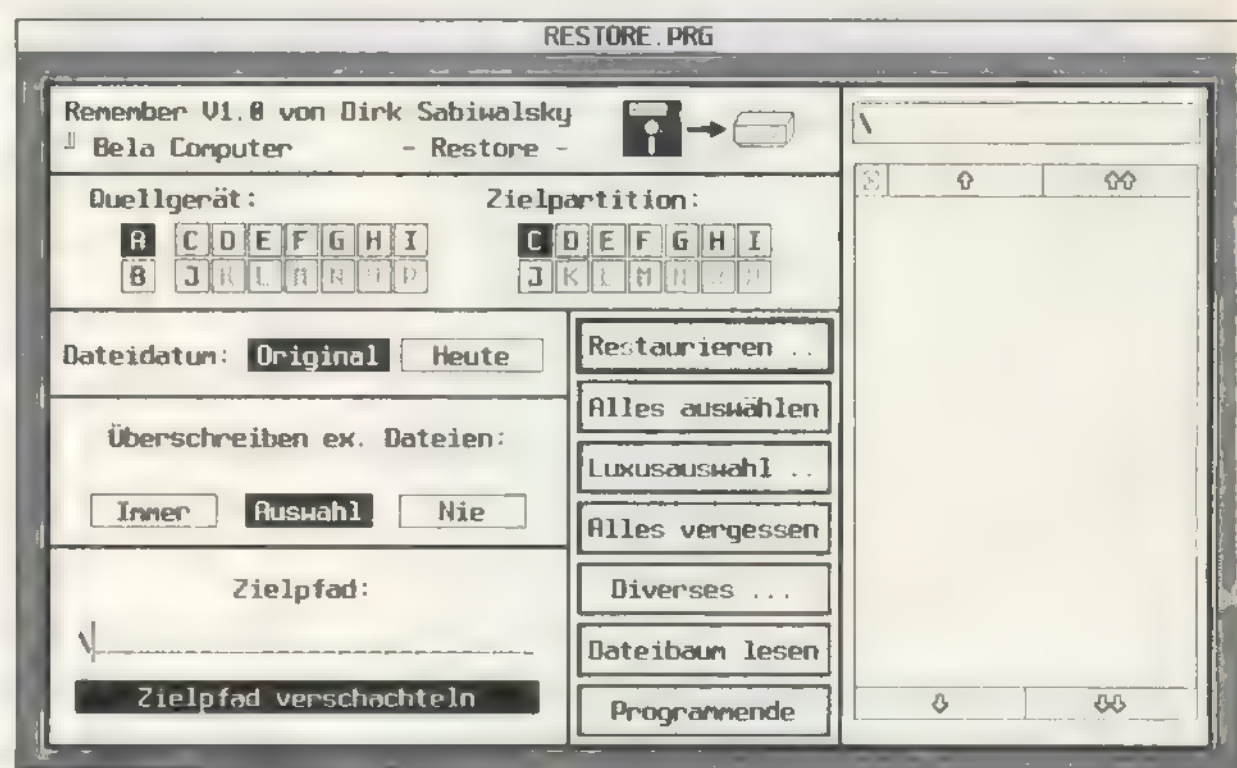 RESTORE.PRG
Remember V1.0 von Dirk Sabiwalsky
Bela Computer - Restore -
\
Quellgerät:
A C D E F G H I
B J K L M N O P
Zielpartition:
C D E F G H I
J K L M N O P
Dateidatum: Original Heute
Überschreiben ex. Dateien:
Immer Auswahl Nie
Zielpfad:
\
Zielpfad verschachteln
Restaurieren ..
Alles auswählen
Luxusauswahl ..
Alles vergessen
Diverses ...
Dateibaum lesen
Programmende